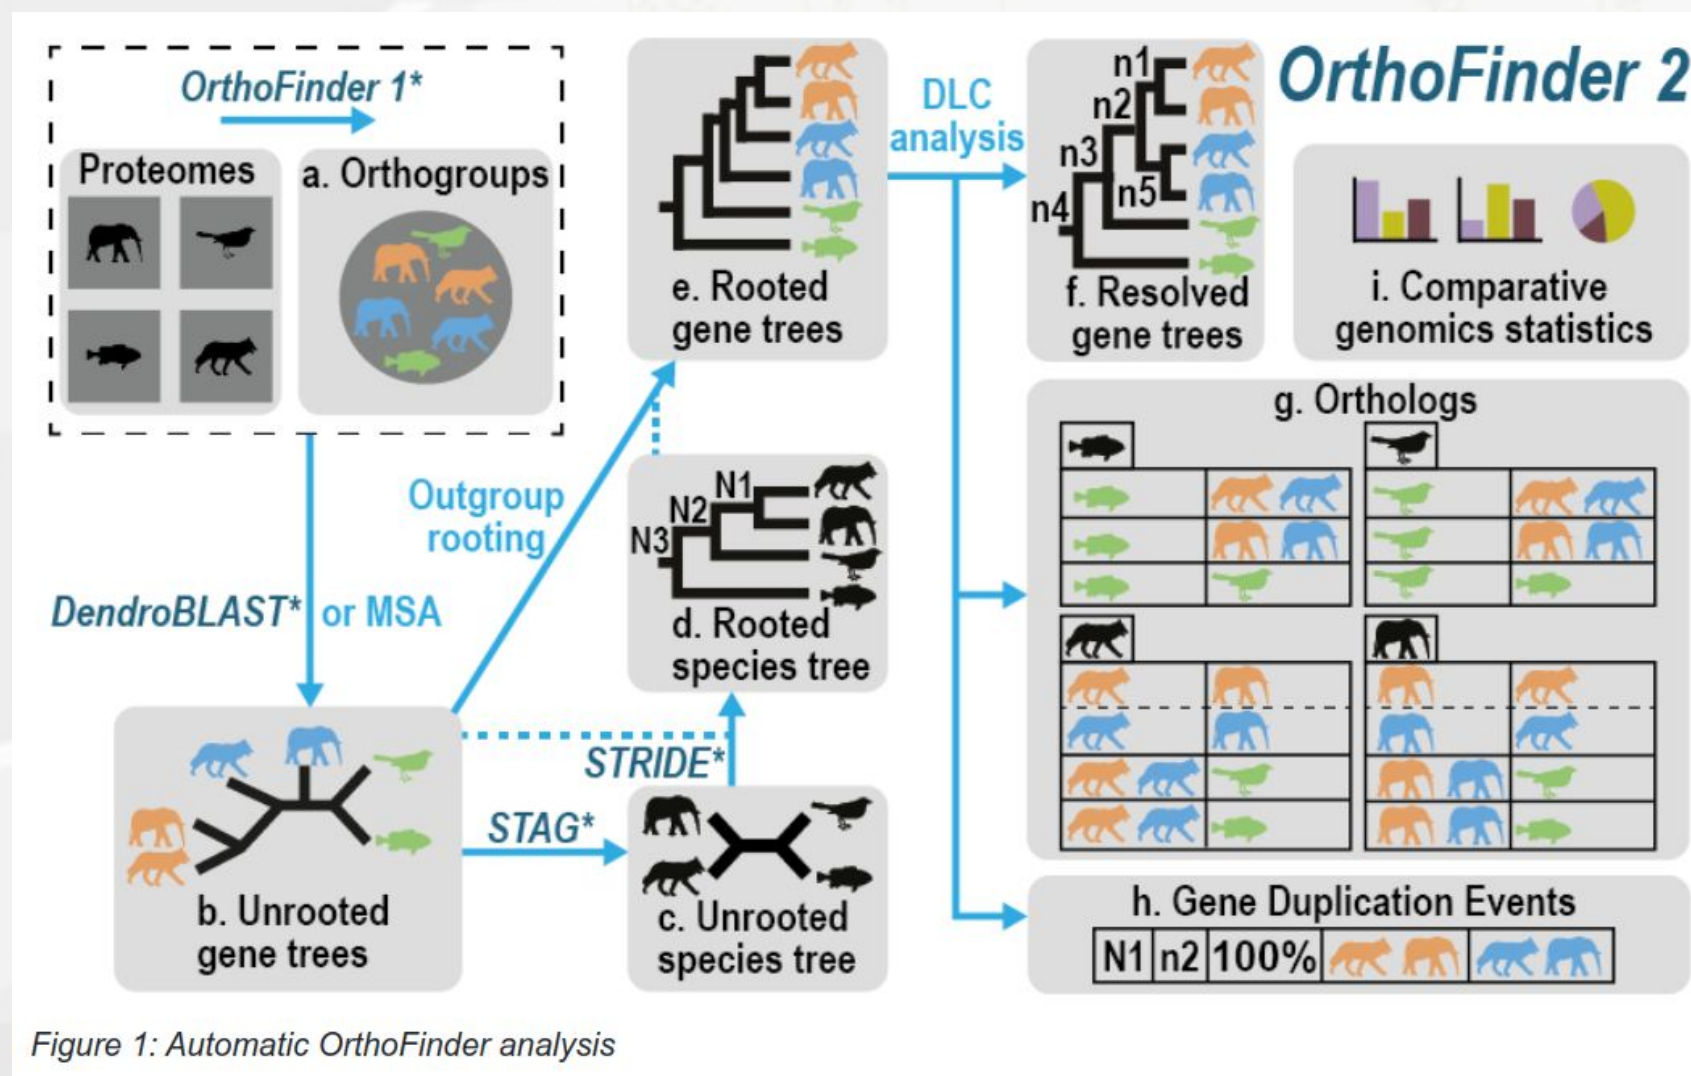 OrthoFinder 1*
Proteomes
a. Orthogroups
DendroBLAST* or MSA
b. Unrooted
gene trees
Outgroup
rooting
STAG*
STRIDE*
c. Unrooted
species tree
N1
N2
N3
d. Rooted
species tree
e. Rooted
gene trees
DLC
analysis
n1
n2
n3
n5
n4
f. Resolved
gene trees
OrthoFinder 2
i. Comparative
genomics statistics
g. Orthologs
h. Gene Duplication Events
N1 n2 100%
Figure 1: Automatic OrthoFinder analysis